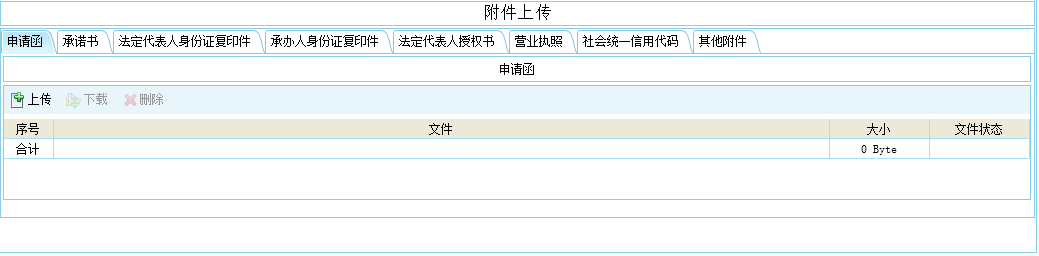 附件上传
申请函 承诺书 法定代表人身份证复印件 承办人身份证复印件 法定代表人授权书 营业执照 社会统一信用代码 其他附件
申请函
上传 下载 删除
序号 文件 大小 文件状态
合计 0 Byte